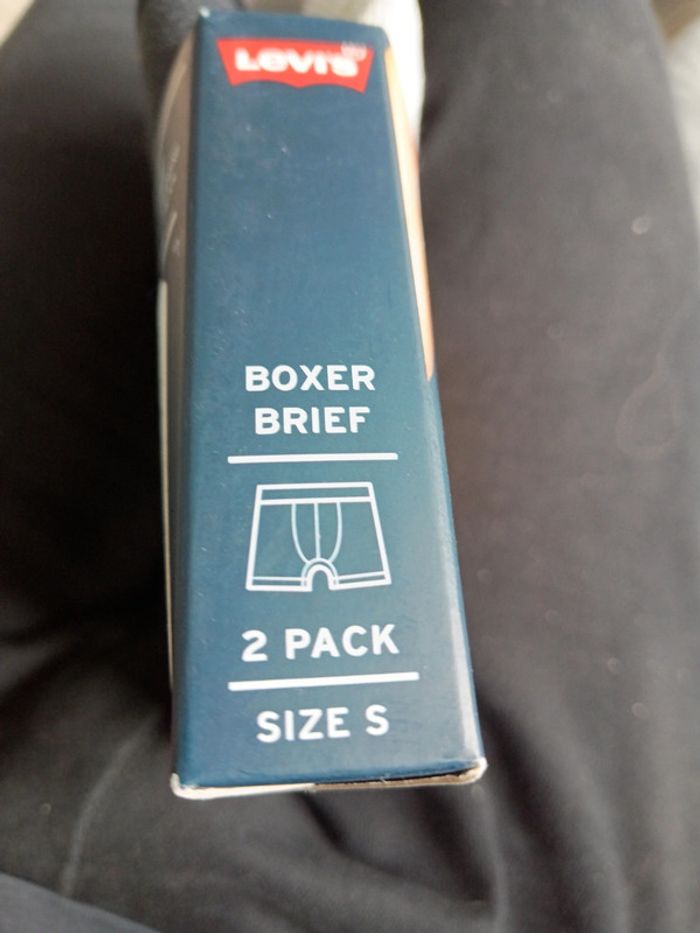 Levi's
BOXER
BRIEF
2 PACK
SIZE S